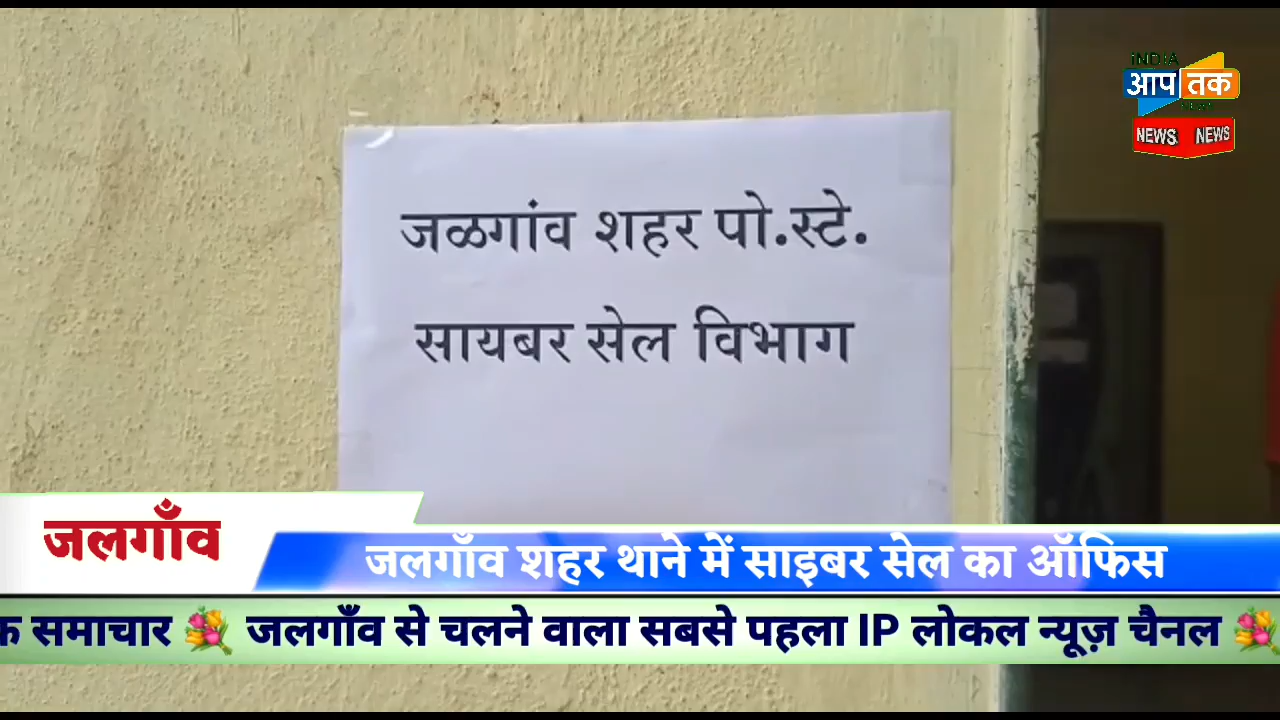 INDIA
आप तक
NEWS NEWS
जळगांव शहर पो.स्टे.
सायबर सेल विभाग
जलगाँव
जलगाँव शहर थाने में साइबर सेल का ऑफिस
क समाचार 💐 जलगाँव से चलने वाला सबसे पहला IP लोकल न्यूज़ चैनल 💐